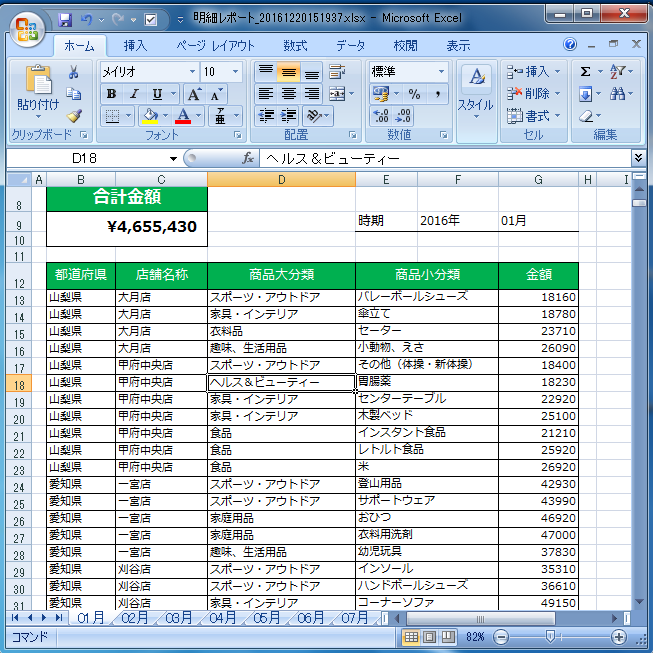 明細レポート_20161220151937.xlsx - Microsoft Excel
ホーム 挿入 ページ レイアウト 数式 データ 校閲 表示
メイリオ 10 標準 挿入 Σ
貼り付け B I U A A % , スタイル 削除
A 亜 書式
クリップボード フォント 配置 数値 セル 編集
D18 fx ヘルス＆ビューティー
A B C D E F G H I
8 合計金額
9 ¥4,655,430 時期 2016年 01月
10
11
12 都道府県 店舗名称 商品大分類 商品小分類 金額
13 山梨県 大月店 スポーツ・アウトドア バレーボールシューズ 18160
14 山梨県 大月店 家具・インテリア 傘立て 18780
15 山梨県 大月店 衣料品 セーター 23710
16 山梨県 大月店 趣味、生活用品 小動物、えさ 26090
17 山梨県 甲府中央店 スポーツ・アウトドア その他（体操・新体操） 18400
18 山梨県 甲府中央店 ヘルス＆ビューティー 胃腸薬 18230
19 山梨県 甲府中央店 家具・インテリア センターテーブル 22920
20 山梨県 甲府中央店 家具・インテリア 木製ベッド 25100
21 山梨県 甲府中央店 食品 インスタント食品 21210
22 山梨県 甲府中央店 食品 レトルト食品 25920
23 山梨県 甲府中央店 食品 米 26920
24 愛知県 一宮店 スポーツ・アウトドア 登山用品 42930
25 愛知県 一宮店 スポーツ・アウトドア サポートウェア 43990
26 愛知県 一宮店 家庭用品 おひつ 46920
27 愛知県 一宮店 家庭用品 衣料用洗剤 47000
28 愛知県 一宮店 趣味、生活用品 幼児玩具 37830
29 愛知県 刈谷店 スポーツ・アウトドア インソール 35310
30 愛知県 刈谷店 スポーツ・アウトドア ハンドボールシューズ 36610
31 愛知県 刈谷店 家具・インテリア コーナーソファ 49150
01月 02月 03月 04月 05月 06月 07月
コマンド 82%